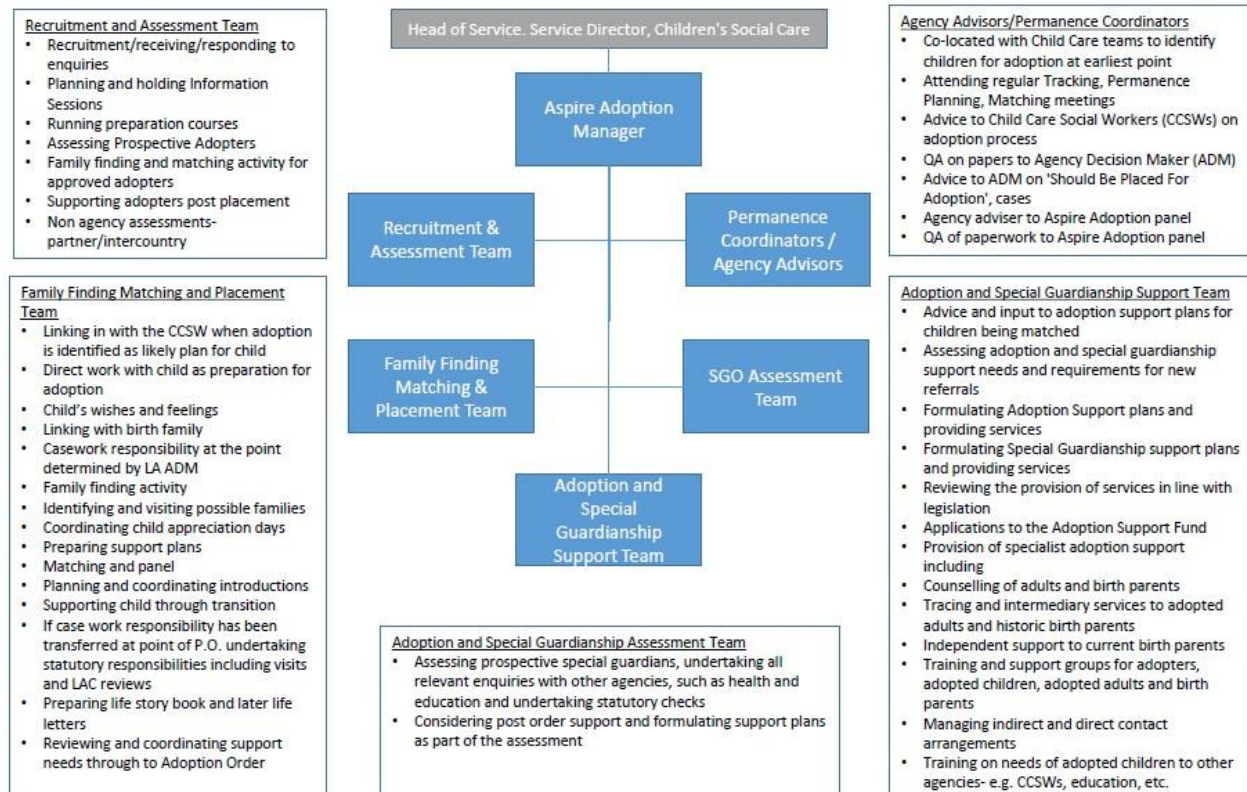 Recruitment and Assessment Team
• Recruitment/receiving/responding to
enquiries
• Planning and holding Information
Sessions
• Running preparation courses
• Assessing Prospective Adopters
• Family finding and matching activity for
approved adopters
• Supporting adopters post placement
• Non agency assessments-
partner/intercountry
Head of Service. Service Director, Children's Social Care
Aspire Adoption
Manager
Recruitment &
Assessment Team
Permanence
Coordinators /
Agency Advisors
Family Finding
Matching &
Placement Team
SGO Assessment
Team
Adoption and
Special
Guardianship
Support Team
Agency Advisors/Permanence Coordinators
• Co-located with Child Care teams to identify
children for adoption at earliest point
• Attending regular Tracking, Permanence
Planning, Matching meetings
• Advice to Child Care Social Workers (CCSWs) on
adoption process
• QA on papers to Agency Decision Maker (ADM)
• Advice to ADM on 'Should Be Placed For
Adoption', cases
• Agency adviser to Aspire Adoption panel
• QA of paperwork to Aspire Adoption panel
Family Finding Matching and Placement
Team
• Linking in with the CCSW when adoption
is identified as likely plan for child
• Direct work with child as preparation for
adoption
• Child's wishes and feelings
• Linking with birth family
• Casework responsibility at the point
determined by LA ADM
• Family finding activity
• Identifying and visiting possible families
• Coordinating child appreciation days
• Preparing support plans
• Matching and panel
• Planning and coordinating introductions
• Supporting child through transition
• If case work responsibility has been
transferred at point of P.O. undertaking
statutory responsibilities including visits
and LAC reviews
• Preparing life story book and later life
letters
• Reviewing and coordinating support
needs through to Adoption Order
Adoption and Special Guardianship Assessment Team
• Assessing prospective special guardians, undertaking all
relevant enquiries with other agencies, such as health and
education and undertaking statutory checks
• Considering post order support and formulating support plans
as part of the assessment
Adoption and Special Guardianship Support Team
• Advice and input to adoption support plans for
children being matched
• Assessing adoption and special guardianship
support needs and requirements for new
referrals
• Formulating Adoption Support plans and
providing services
• Formulating Special Guardianship support plans
and providing services
• Reviewing the provision of services in line with
legislation
• Applications to the Adoption Support Fund
• Provision of specialist adoption support
including
• Counselling of adults and birth parents
• Tracing and intermediary services to adopted
adults and historic birth parents
• Independent support to current birth parents
• Training and support groups for adopters,
adopted children, adopted adults and birth
parents
• Managing indirect and direct contact
arrangements
• Training on needs of adopted children to other
agencies- e.g. CCSWs, education, etc.